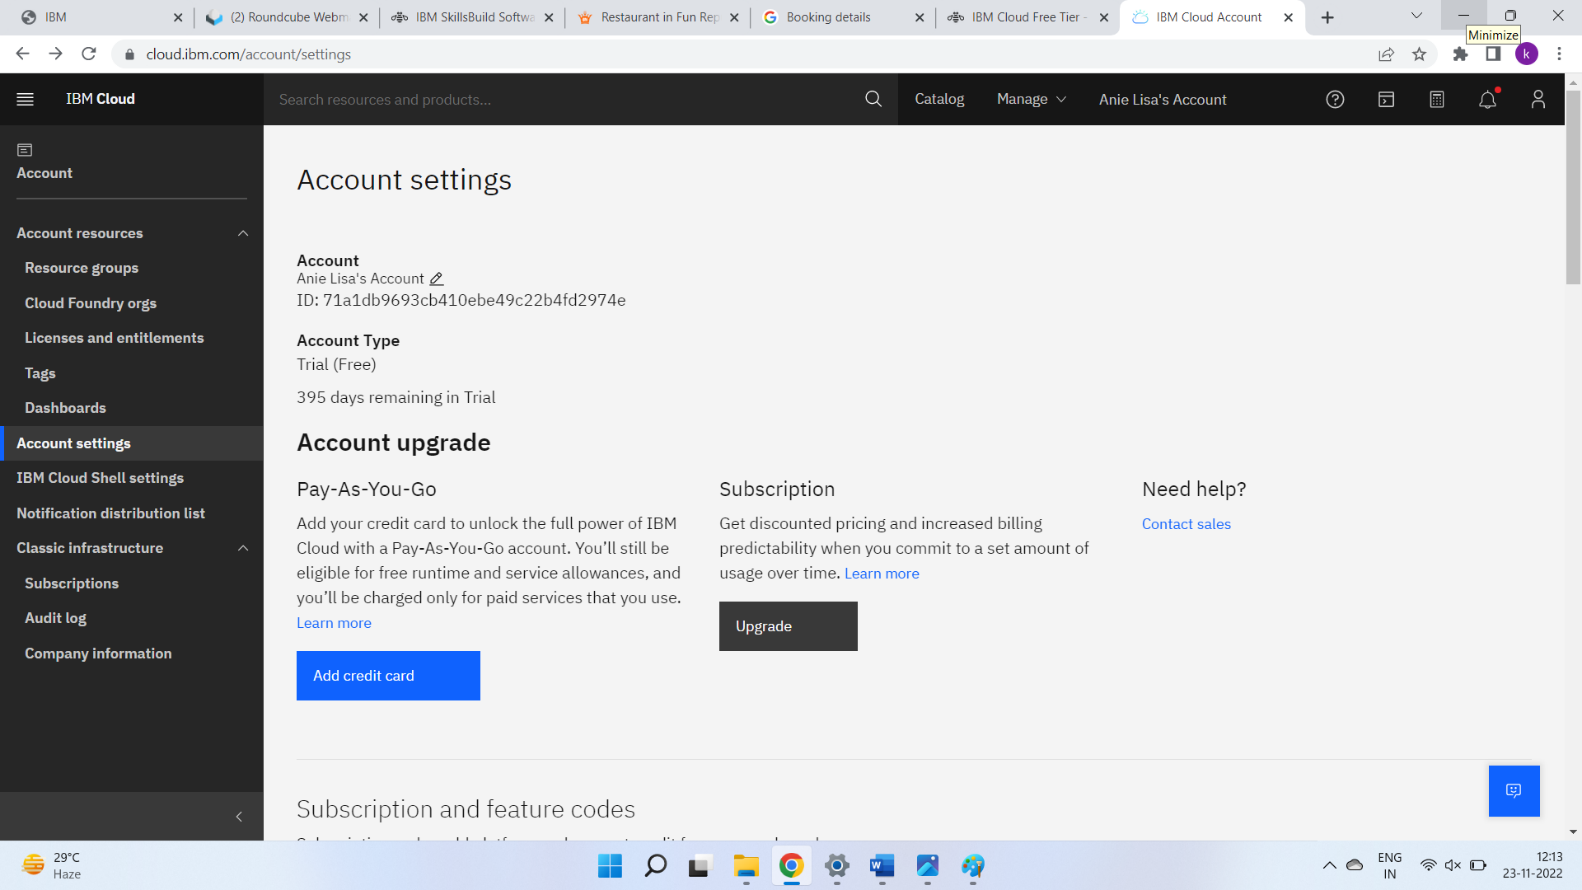 IBM
(2) Roundcube Webm
IBM SkillsBuild Softwa
Restaurant in Fun Rep
Booking details
IBM Cloud Free Tier -
IBM Cloud Account
Minimize
cloud.ibm.com/account/settings
k
IBM Cloud
Search resources and products...
Catalog
Manage
Anie Lisa's Account
Account
Account resources
Resource groups
Cloud Foundry orgs
Licenses and entitlements
Tags
Dashboards
Account settings
IBM Cloud Shell settings
Notification distribution list
Classic infrastructure
Subscriptions
Audit log
Company information
Account settings
Account
Anie Lisa's Account
ID: 71a1db9693cb410ebe49c22b4fd2974e
Account Type
Trial (Free)
395 days remaining in Trial
Account upgrade
Pay-As-You-Go
Add your credit card to unlock the full power of IBM
Cloud with a Pay-As-You-Go account. You’ll still be
eligible for free runtime and service allowances, and
you’ll be charged only for paid services that you use.
Learn more
Add credit card
Subscription
Get discounted pricing and increased billing
predictability when you commit to a set amount of
usage over time. Learn more
Upgrade
Need help?
Contact sales
Subscription and feature codes
29°C
Haze
ENG
IN
12:13
23-11-2022